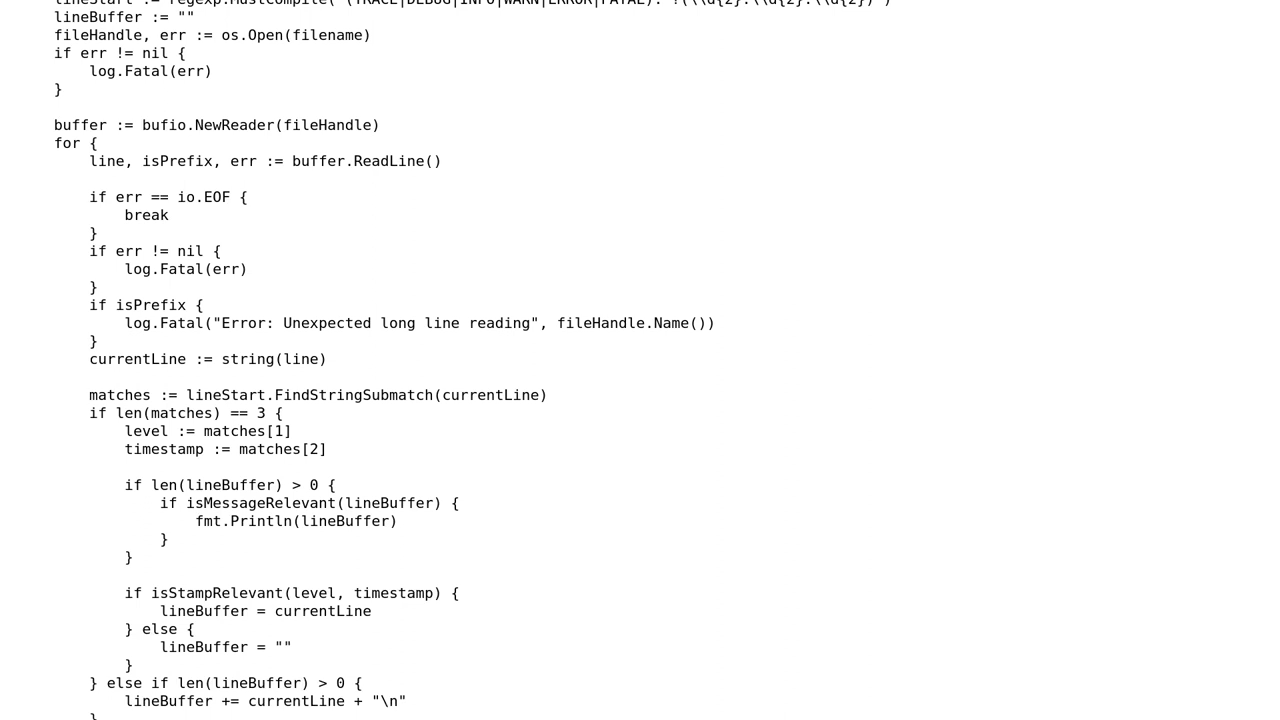 lineBuffer := ""
fileHandle, err := os.Open(filename)
if err != nil {
    log.Fatal(err)
}

buffer := bufio.NewReader(fileHandle)
for {
    line, isPrefix, err := buffer.ReadLine()

    if err == io.EOF {
        break
    }
    if err != nil {
        log.Fatal(err)
    }
    if isPrefix {
        log.Fatal("Error: Unexpected long line reading", fileHandle.Name())
    }
    currentLine := string(line)

    matches := lineStart.FindStringSubmatch(currentLine)
    if len(matches) == 3 {
        level := matches[1]
        timestamp := matches[2]

        if len(lineBuffer) > 0 {
            if isMessageRelevant(lineBuffer) {
                fmt.Println(lineBuffer)
            }
        }

        if isStampRelevant(level, timestamp) {
            lineBuffer = currentLine
        } else {
            lineBuffer = ""
        }
    } else if len(lineBuffer) > 0 {
        lineBuffer += currentLine + "\n"
    }